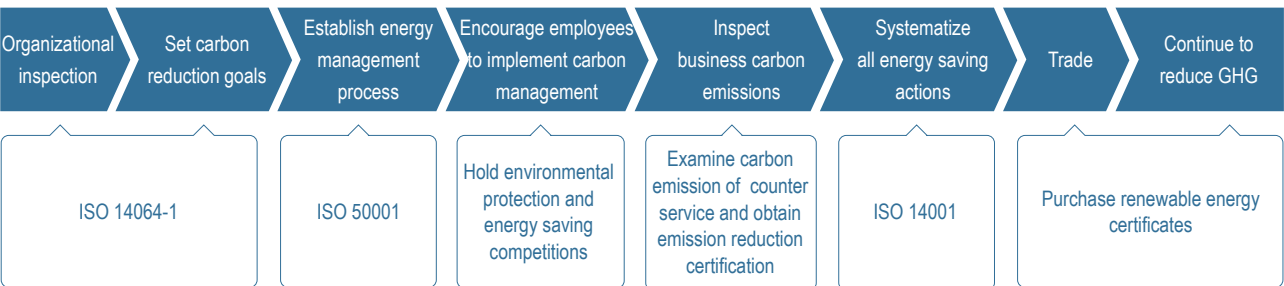 Organizational
inspection
Set carbon
reduction goals
Establish energy
management
process
Encourage employees
to implement carbon
management
Inspect
business carbon
emissions
Systematize
all energy saving
actions
Trade
Continue to
reduce GHG
ISO 14064-1
ISO 50001
Hold environmental
protection and
energy saving
competitions
Examine carbon
emission of counter
service and obtain
emission reduction
certification
ISO 14001
Purchase renewable energy
certificates